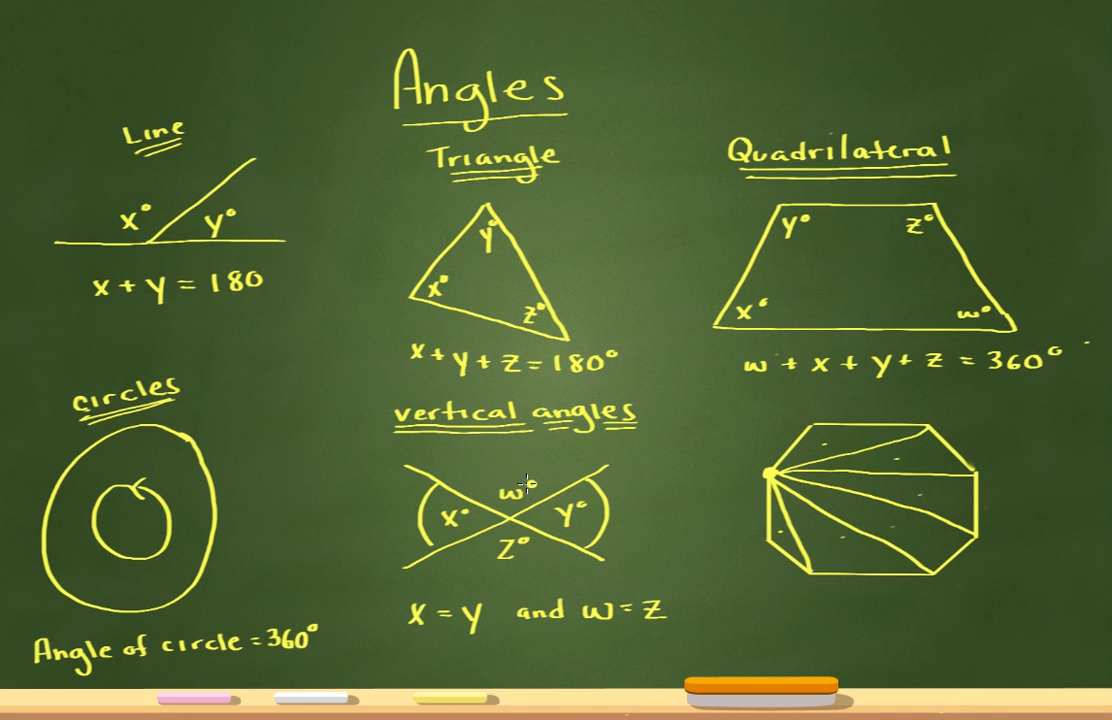 Angles
Line
x° y°
x + y = 180
Triangle
y°
x°
z°
x + y + z = 180°
Quadrilateral
y° z°
x° w°
w + x + y + z = 360°
circles
Angle of circle = 360°
vertical angles
w°
x° y°
z°
x = y and w = z